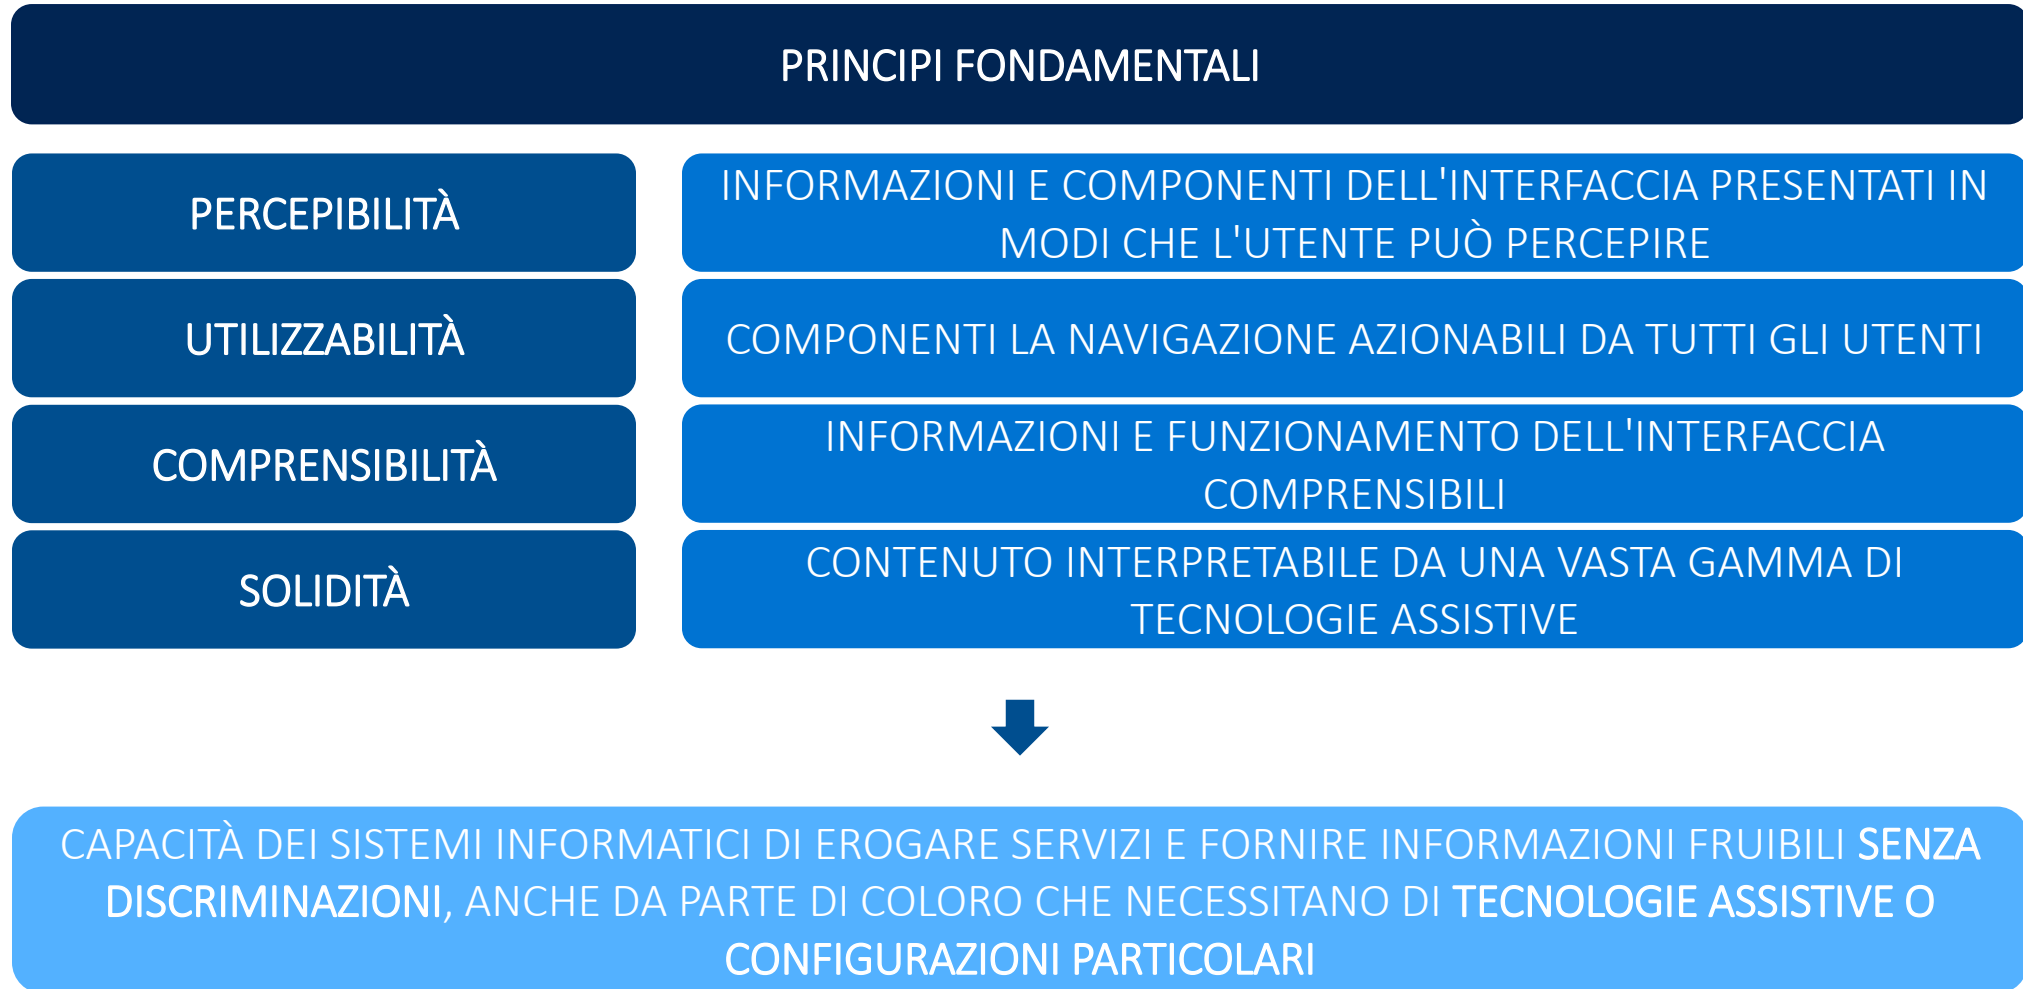 PRINCIPI FONDAMENTALI
PERCEPIBILITÀ
INFORMAZIONI E COMPONENTI DELL'INTERFACCIA PRESENTATI IN
MODI CHE L'UTENTE PUÒ PERCEPIRE
UTILIZZABILITÀ
COMPONENTI LA NAVIGAZIONE AZIONABILI DA TUTTI GLI UTENTI
COMPRENSIBILITÀ
INFORMAZIONI E FUNZIONAMENTO DELL'INTERFACCIA
COMPRENSIBILI
SOLIDITÀ
CONTENUTO INTERPRETABILE DA UNA VASTA GAMMA DI
TECNOLOGIE ASSISTIVE
CAPACITÀ DEI SISTEMI INFORMATICI DI EROGARE SERVIZI E FORNIRE INFORMAZIONI FRUIBILI SENZA
DISCRIMINAZIONI, ANCHE DA PARTE DI COLORO CHE NECESSITANO DI TECNOLOGIE ASSISTIVE O
CONFIGURAZIONI PARTICOLARI